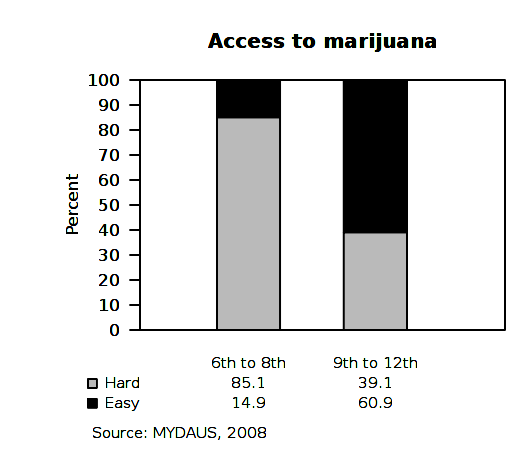 Access to marijuana
100
90
80
70
60
50
40
30
20
10
0
Percent
6th to 8th 9th to 12th
Hard 85.1 39.1
Easy 14.9 60.9
Source: MYDAUS, 2008